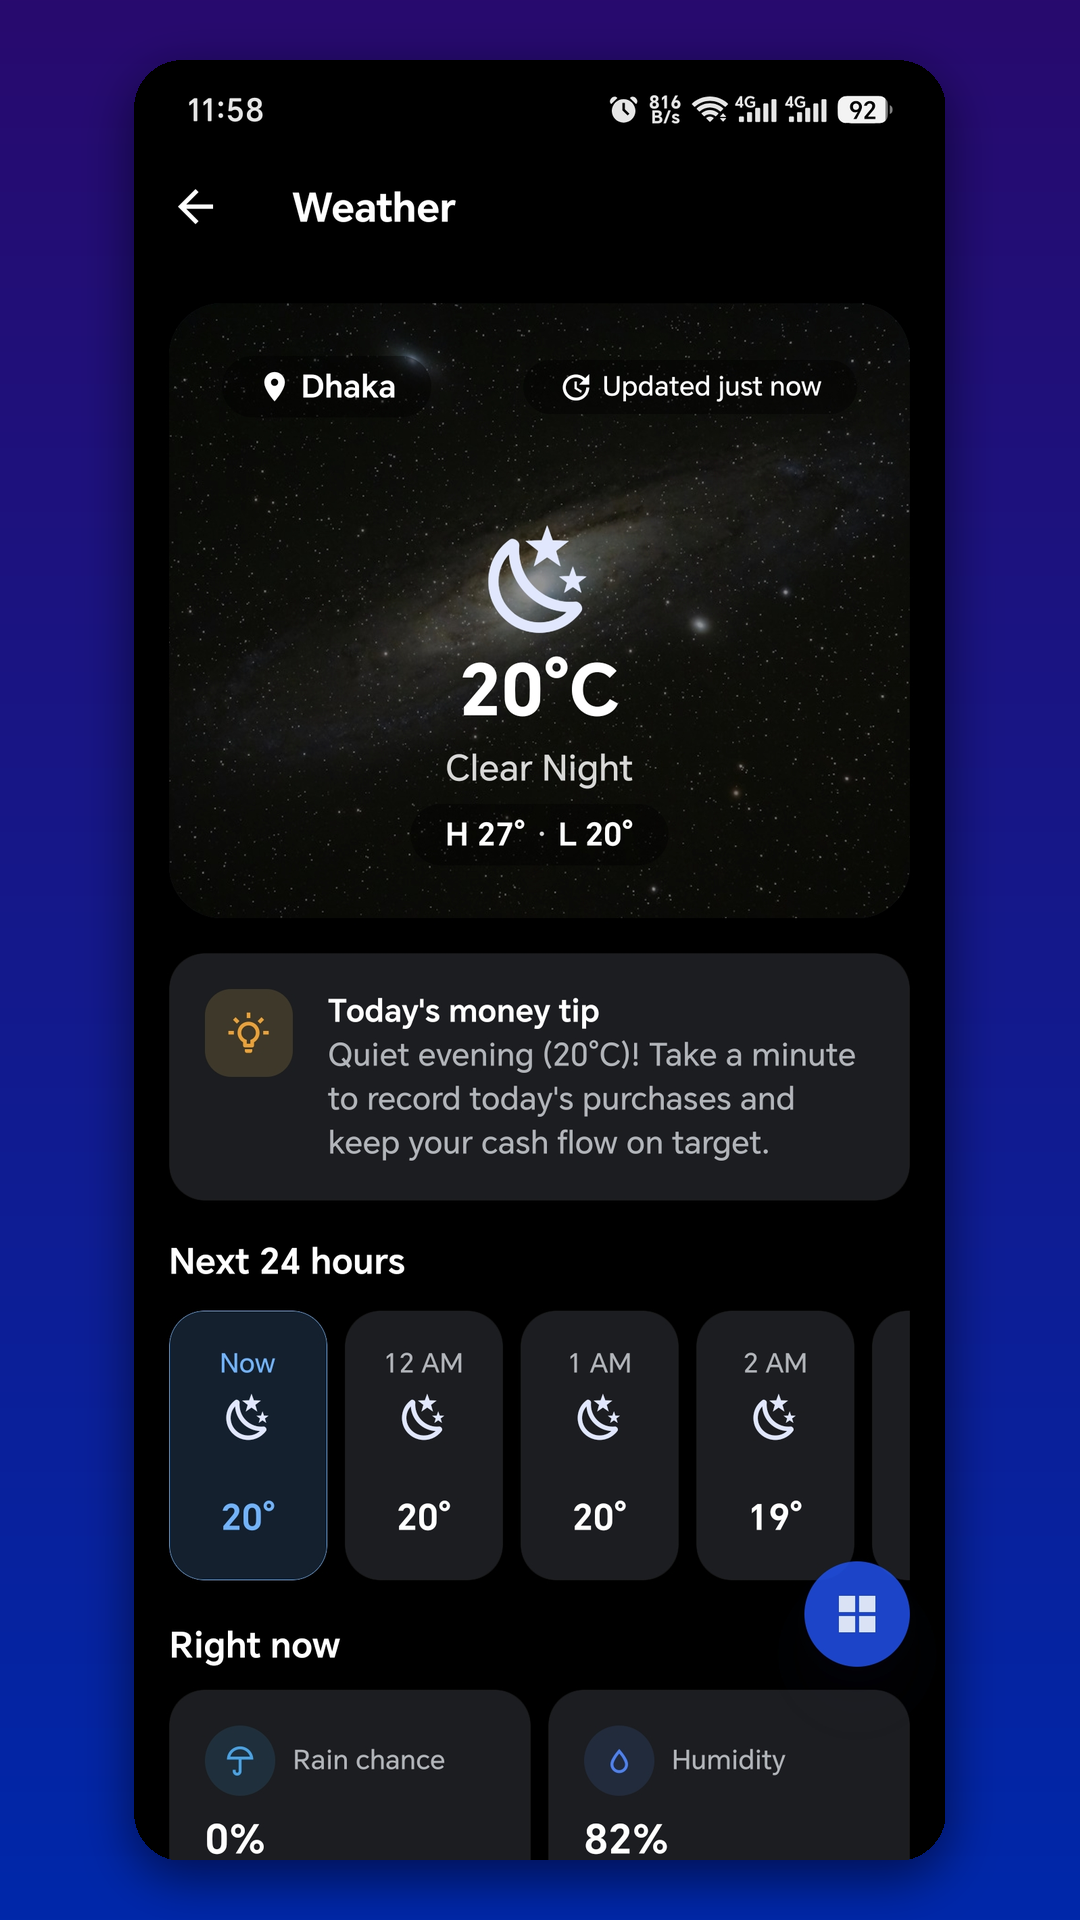 11:58
816
B/s
4G
4G
92
Weather
Dhaka
Updated just now
20°C
Clear Night
H 27° · L 20°
Today's money tip
Quiet evening (20°C)! Take a minute
to record today's purchases and
keep your cash flow on target.
Next 24 hours
Now
12 AM
1 AM
2 AM
20°
20°
20°
19°
Right now
Rain chance
Humidity
0%
82%